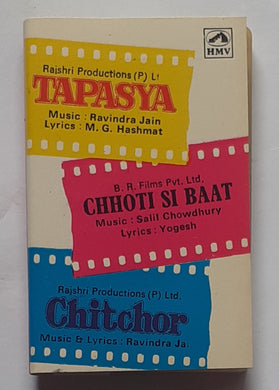 HMV
Rajshri Productions (P) Lt
TAPASYA
Music : Ravindra Jain
Lyrics : M. G. Hashmat
B. R. Films Pvt. Ltd.
CHHOTI SI BAAT
Music : Salil Chowdhury
Lyrics : Yogesh
Rajshri Productions (P) Ltd.
Chitchor
Music & Lyrics : Ravindra Ja.